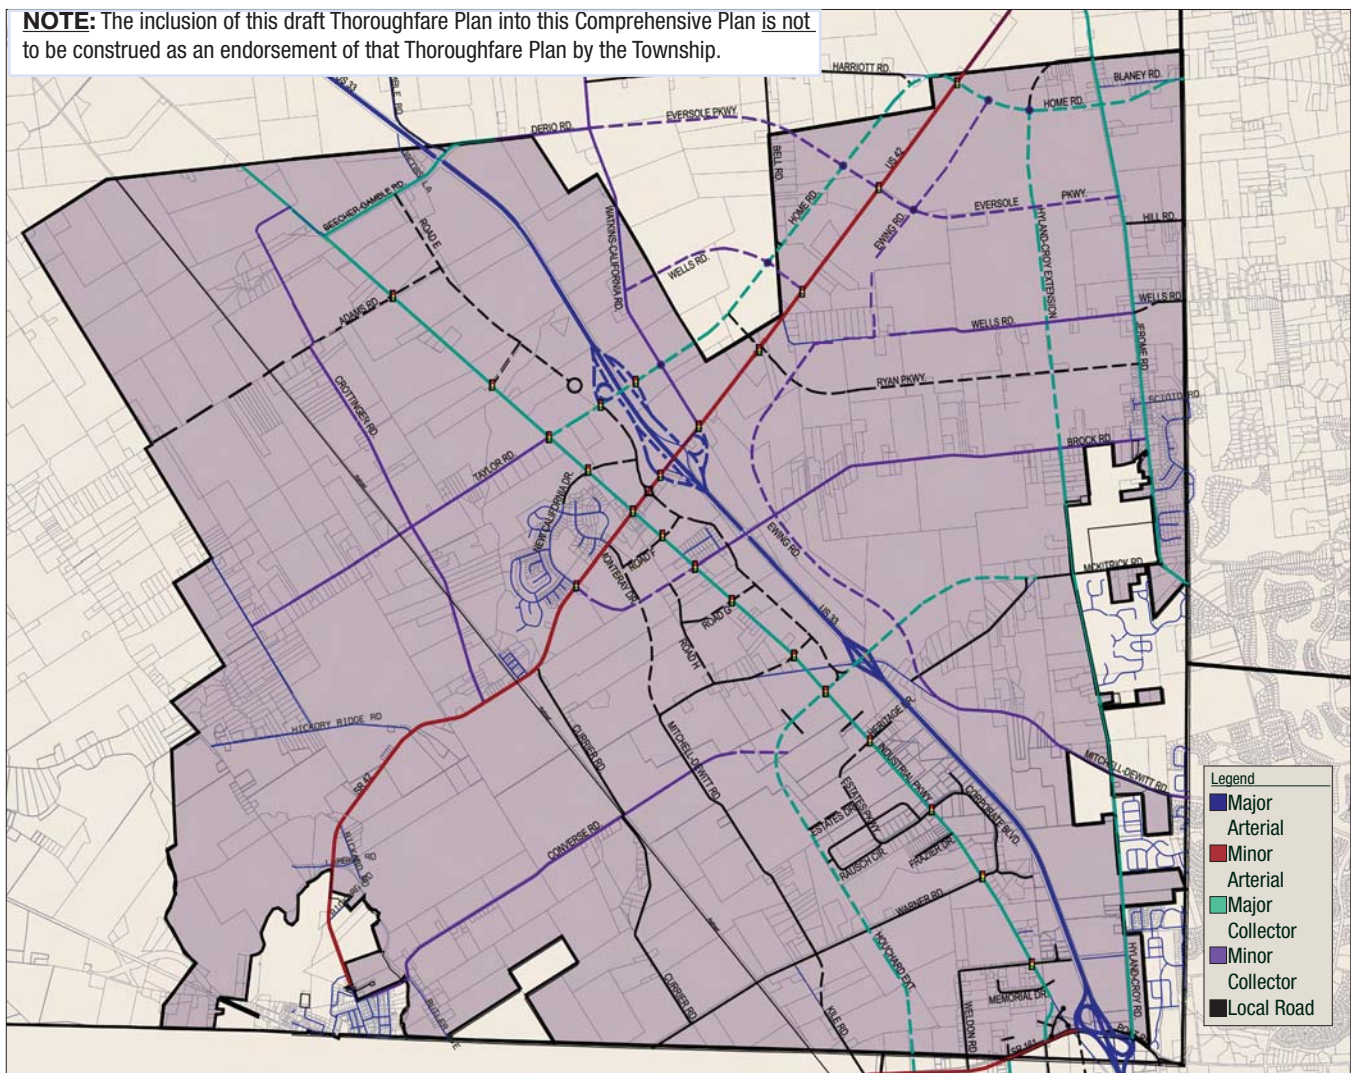 NOTE: The inclusion of this draft Thoroughfare Plan into this Comprehensive Plan is not
to be construed as an endorsement of that Thoroughfare Plan by the Township.
US 33
HARRIOTT RD.
BLANEY RD.
HOME RD.
EVERSOLE PKWY.
DERIO RD.
BELL RD.
US 42
HOME RD.
BEECHER-GAMBLE RD.
ROAD E
WATKINS-CALIFORNIA RD.
EWING RD.
EVERSOLE
PKWY.
HYLAND-CROY EXTENSION
HILL RD.
WELLS RD.
WELLS RD.
WELLS RD.
ADAMS RD.
JEROME RD.
RYAN PKWY.
CROTTINGER RD.
BROCK RD.
TAYLOR RD.
NEW CALIFORNIA DR.
EWING RD.
MONTERAY DR.
ROAD F
MCKITRICK RD.
ROAD G
US 33
ROAD H
HERITAGE DR.
HICKORY RIDGE RD
CURRIER RD.
MITCHELL-DEWITT RD.
INDUSTRIAL PKWY.
MITCHELL-DEWITT RD.
SR 42
ESTATES PKWY.
CORPORATE BLVD.
ESTATES DR.
CONVERSE RD.
RAUSCH CIR.
FRAZIER DR.
WARNER RD.
HOUCHARD EXT.
HYLAND-CROY RD.
CURRIER RD.
MEMORIAL DR.
KILE RD.
WELDON RD.
SR 161
POST RD.
Legend
Major
Arterial
Minor
Arterial
Major
Collector
Minor
Collector
Local Road